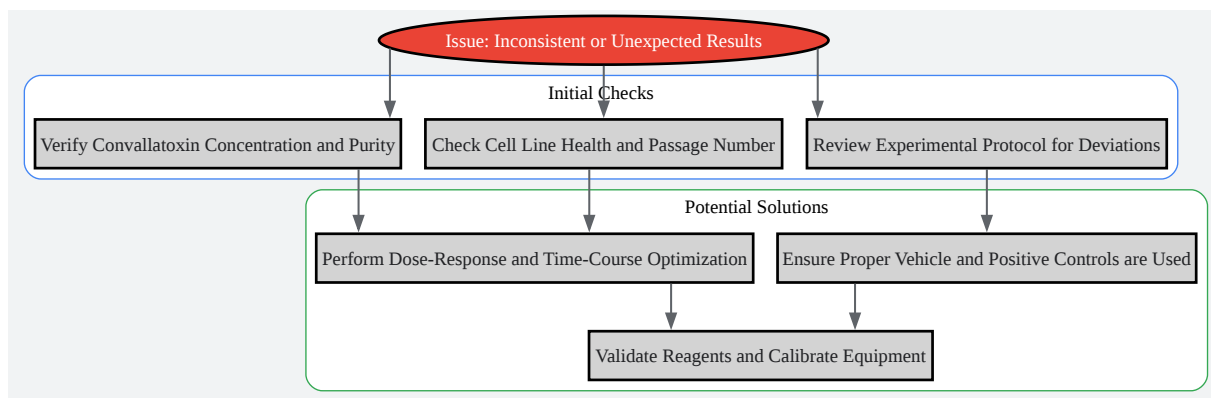 Issue: Inconsistent or Unexpected Results
Initial Checks
Verify Convallatoxin Concentration and Purity
Check Cell Line Health and Passage Number
Review Experimental Protocol for Deviations
Potential Solutions
Perform Dose-Response and Time-Course Optimization
Ensure Proper Vehicle and Positive Controls are Used
Validate Reagents and Calibrate Equipment